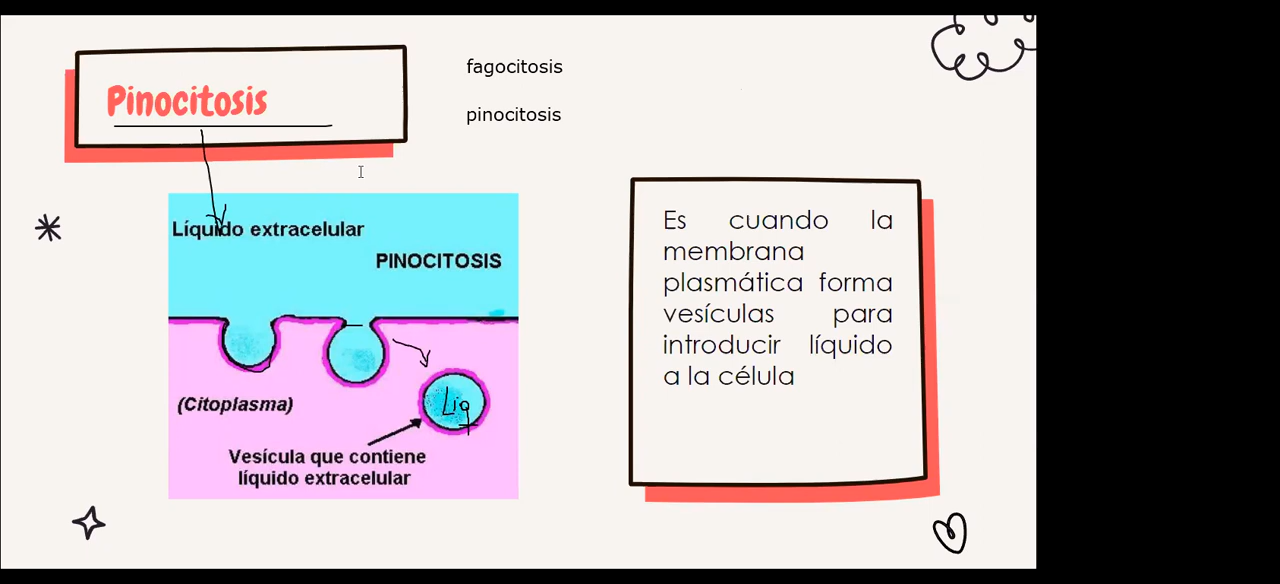 Pinocitosis
fagocitosis
pinocitosis
Líquido extracelular
PINOCITOSIS
Liq
(Citoplasma)
Vesícula que contiene
líquido extracelular
Es cuando la
membrana
plasmática forma
vesículas para
introducir líquido
a la célula